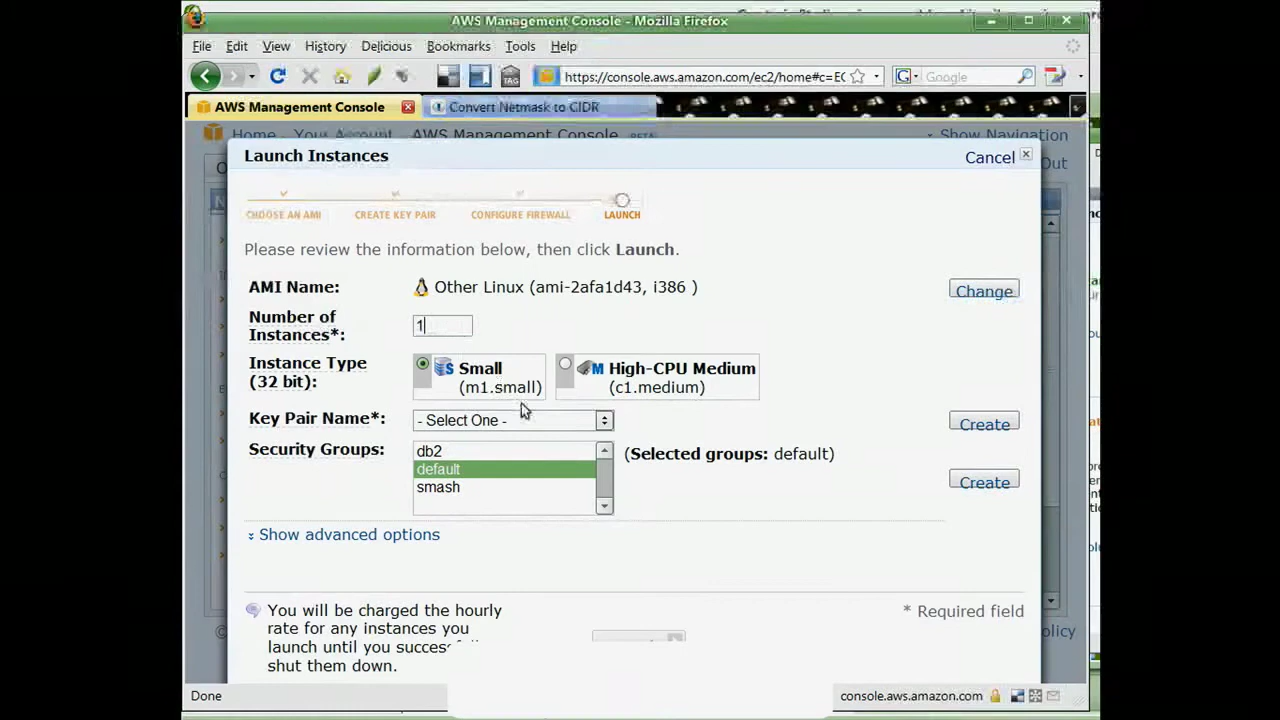 AWS Management Console - Mozilla Firefox
File Edit View History Delicious Bookmarks Tools Help
TAG https://console.aws.amazon.com/ec2/home#c=EC Google
AWS Management Console Convert Netmask to CIDR
Home - Your Account - AWS Management Console BETA Show Navigation
Out
Launch Instances Cancel
CHOOSE AN AMI CREATE KEY PAIR CONFIGURE FIREWALL LAUNCH
Please review the information below, then click Launch.
AMI Name: Other Linux (ami-2afa1d43, i386 ) Change
Number of Instances*: 1
Instance Type (32 bit): S Small (m1.small) M High-CPU Medium (c1.medium)
Key Pair Name*: - Select One - Create
Security Groups: db2 default smash (Selected groups: default) Create
Show advanced options
You will be charged the hourly
rate for any instances you
launch until you
shut them down.
* Required field
Done console.aws.amazon.com